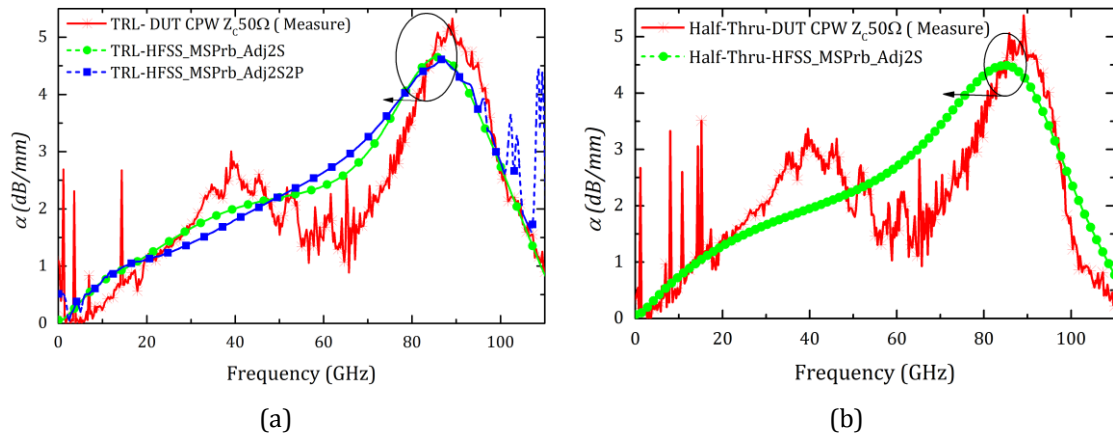 TRL- DUT CPW Z_C50Ω ( Measure)
TRL-HFSS_MSPrb_Adj2S
TRL-HFSS_MSPrb_Adj2S2P
α (dB/mm)
5
4
3
2
1
0
0 20 40 60 80 100
Frequency (GHz)
(a)
Half-Thru-DUT CPW Z_C50Ω ( Measure)
Half-Thru-HFSS_MSPrb_Adj2S
α (dB/mm)
5
4
3
2
1
0
0 20 40 60 80 100
Frequency (GHz)
(b)